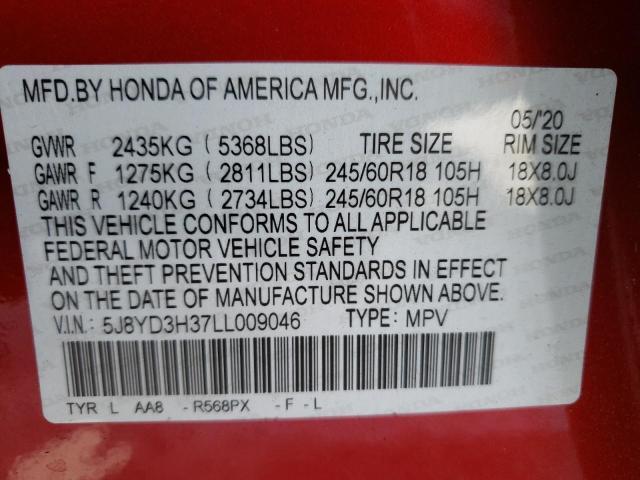 MFD.BY HONDA OF AMERICA MFG.,INC.
05/'20
GVWR 2435KG (5368LBS) TIRE SIZE RIM SIZE
GAWR F 1275KG (2811LBS) 245/60R18 105H 18X8.0J
GAWR R 1240KG (2734LBS) 245/60R18 105H 18X8.0J
THIS VEHICLE CONFORMS TO ALL APPLICABLE
FEDERAL MOTOR VEHICLE SAFETY
AND THEFT PREVENTION STANDARDS IN EFFECT
ON THE DATE OF MANUFACTURE SHOWN ABOVE.
V.I.N.: 5J8YD3H37LL009046 TYPE: MPV
TYR L AA8 -R568PX -F -L